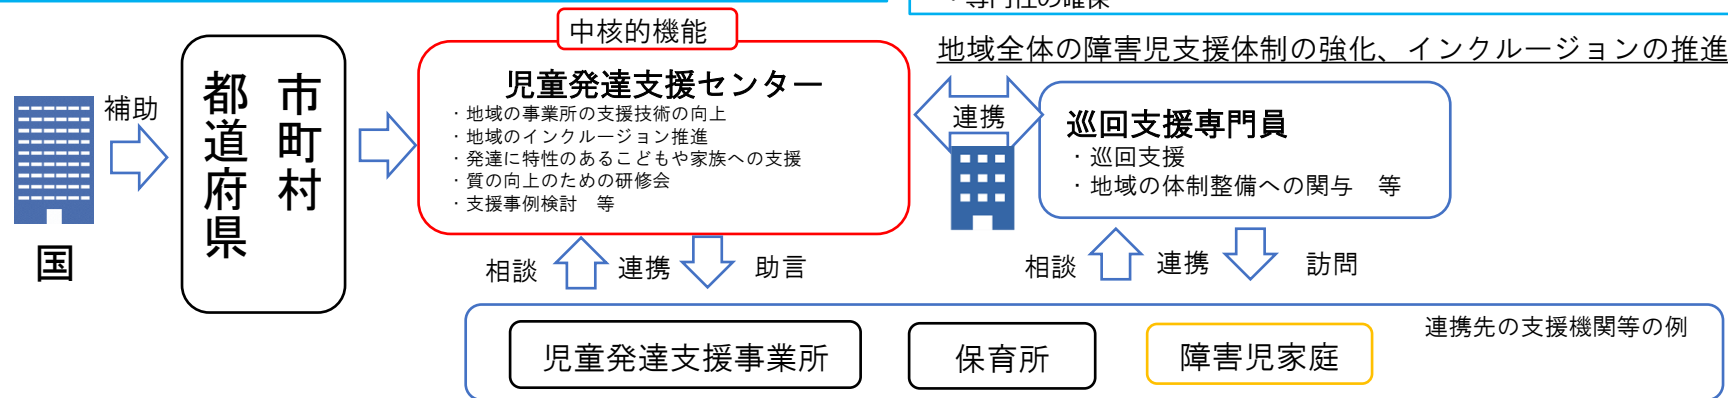 ・専門性の確保
中核的機能
地域全体の障害児支援体制の強化、インクルージョンの推進
国
補助
都道府県
市町村
児童発達支援センター
・地域の事業所の支援技術の向上
・地域のインクルージョン推進
・発達に特性のあるこどもや家族への支援
・質の向上のための研修会
・支援事例検討　等
連携
巡回支援専門員
・巡回支援
・地域の体制整備への関与　等
相談
連携
助言
相談
連携
訪問
連携先の支援機関等の例
児童発達支援事業所
保育所
障害児家庭